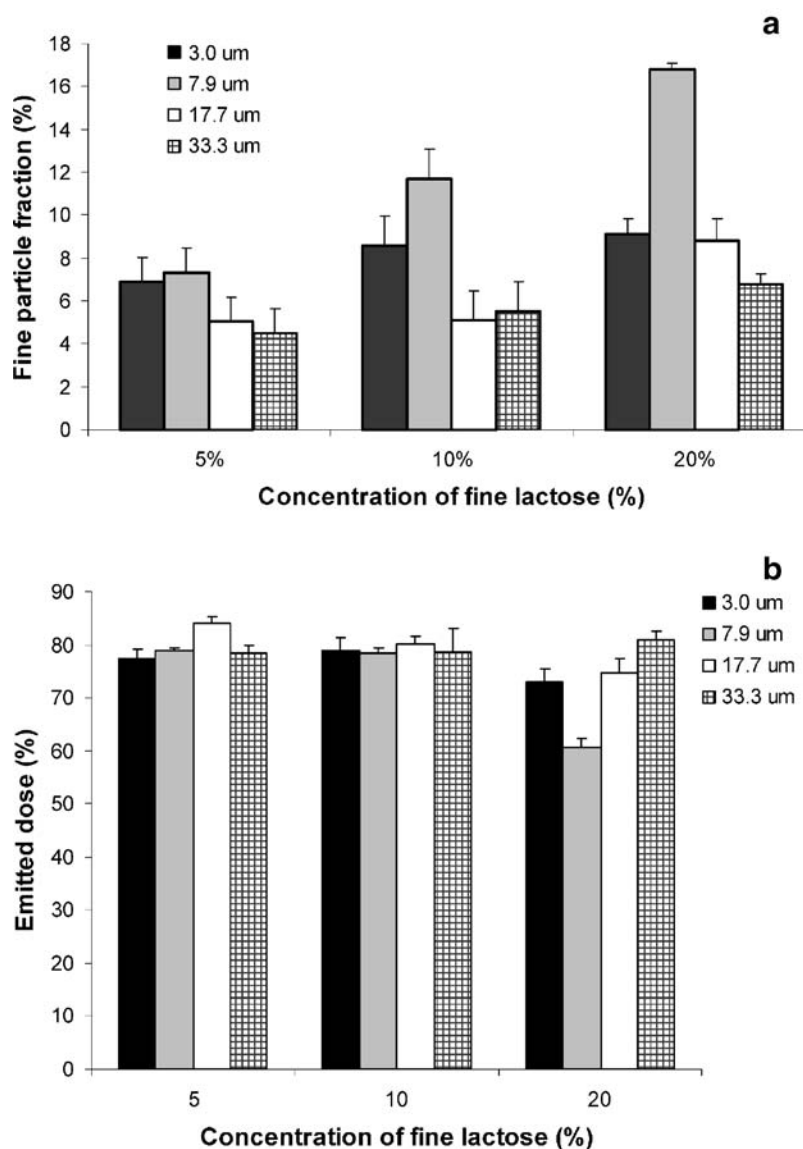 a
18
16
14
12
10
8
6
4
2
0
Fine particle fraction (%)
3.0 um
7.9 um
17.7 um
33.3 um
5% 10% 20%
Concentration of fine lactose (%)
b
90
80
70
60
50
40
30
20
10
0
Emitted dose (%)
3.0 um
7.9 um
17.7 um
33.3 um
5 10 20
Concentration of fine lactose (%)